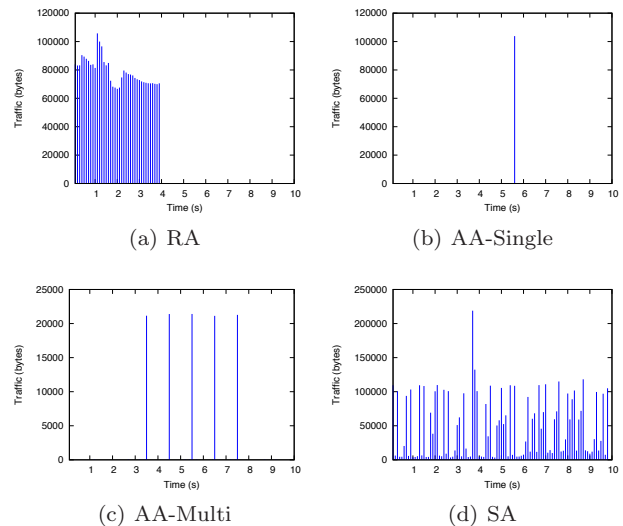 120000
100000
80000
60000
40000
20000
0
Traffic (bytes)
1 2 3 4 5 6 7 8 9 10
Time (s)
(a) RA
120000
100000
80000
60000
40000
20000
0
Traffic (bytes)
1 2 3 4 5 6 7 8 9 10
Time (s)
(b) AA-Single
25000
20000
15000
10000
5000
0
Traffic (bytes)
1 2 3 4 5 6 7 8 9 10
Time (s)
(c) AA-Multi
250000
200000
150000
100000
50000
0
Traffic (bytes)
1 2 3 4 5 6 7 8 9 10
Time (s)
(d) SA